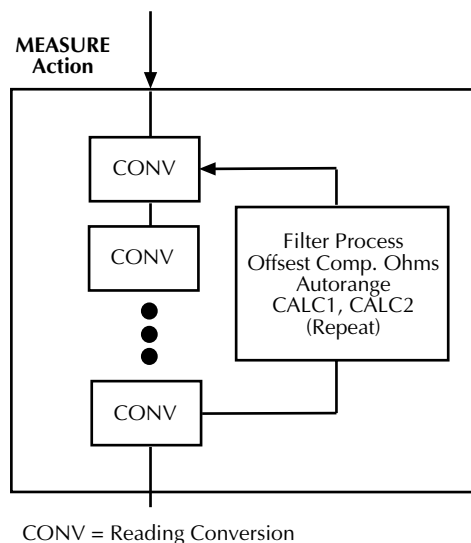 MEASURE
Action
CONV
CONV
CONV
Filter Process
Offsest Comp. Ohms
Autorange
CALC1, CALC2
(Repeat)
CONV = Reading Conversion